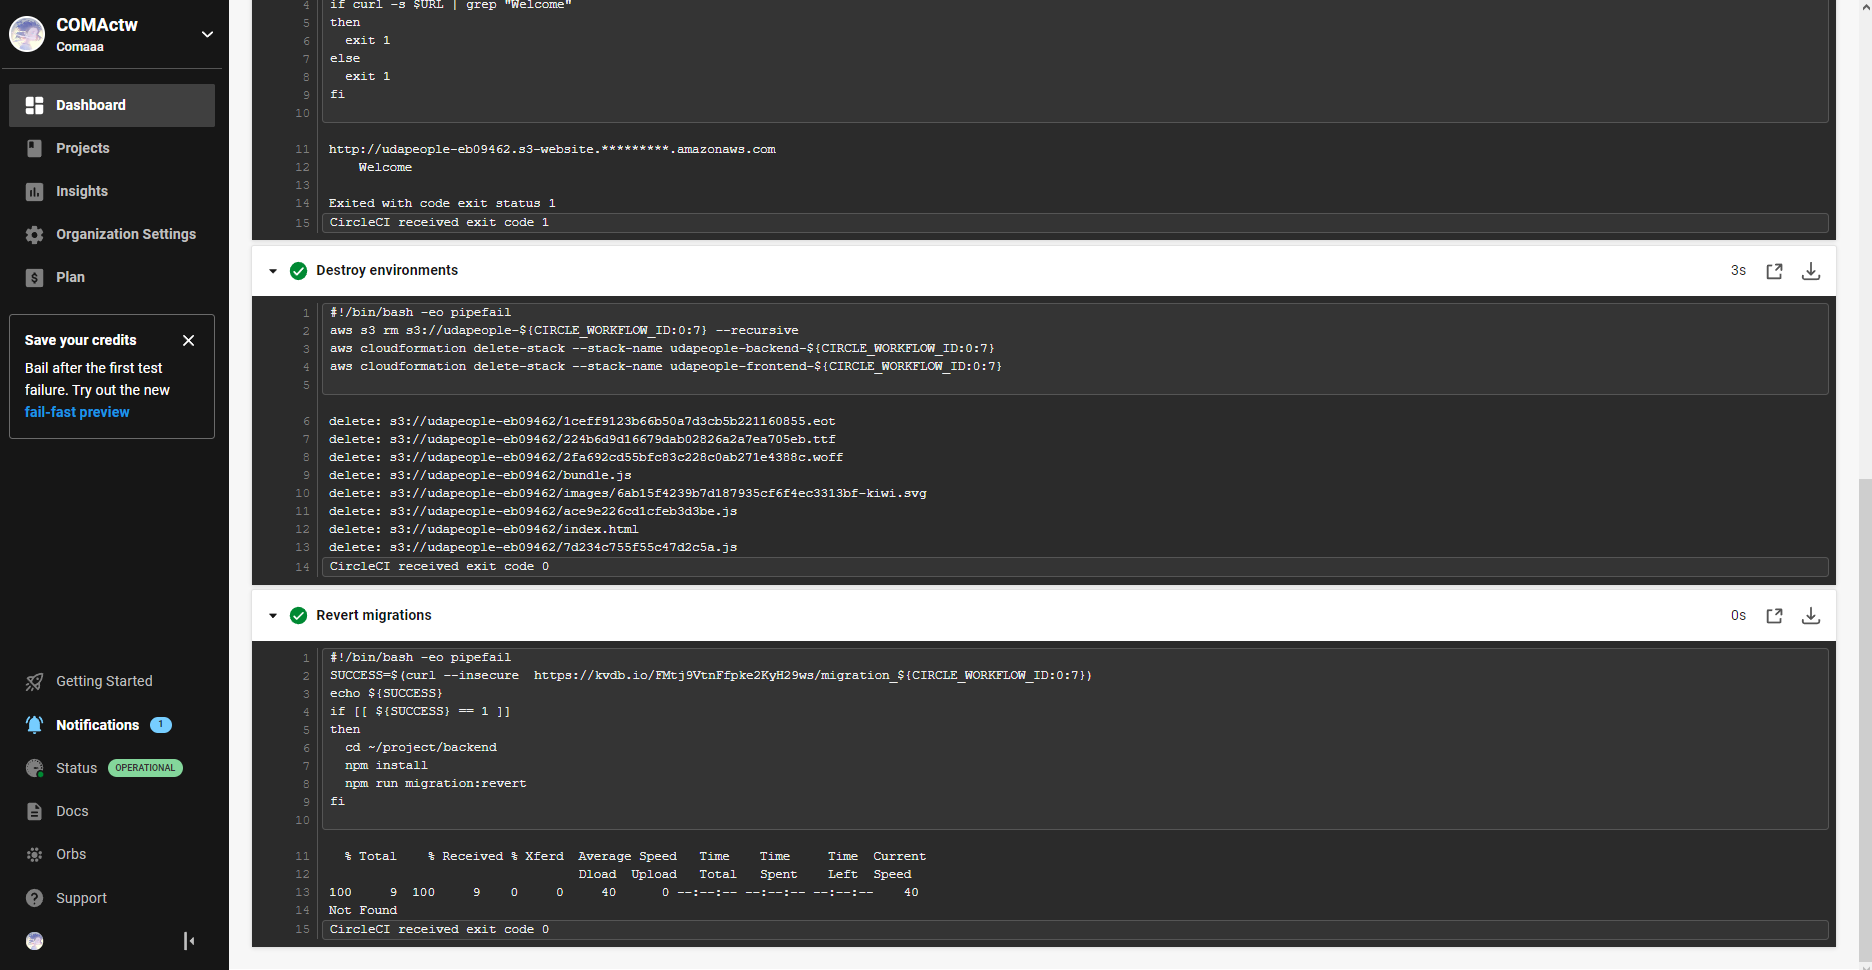 COMActw
Comaaa
Dashboard
Projects
Insights
Organization Settings
Plan
Save your credits
Bail after the first test
failure. Try out the new
fail-fast preview
Getting Started
Notifications 1
Status OPERATIONAL
Docs
Orbs
Support
4 if curl -s $URL | grep "Welcome"
5 then
6 exit 1
7 else
8 exit 1
9 fi
10
11 http://udapeople-eb09462.s3-website.*********.amazonaws.com
12 Welcome
13
14 Exited with code exit status 1
15 CircleCI received exit code 1
Destroy environments 3s
1 #!/bin/bash -eo pipefail
2 aws s3 rm s3://udapeople-${CIRCLE_WORKFLOW_ID:0:7} --recursive
3 aws cloudformation delete-stack --stack-name udapeople-backend-${CIRCLE_WORKFLOW_ID:0:7}
4 aws cloudformation delete-stack --stack-name udapeople-frontend-${CIRCLE_WORKFLOW_ID:0:7}
5
6 delete: s3://udapeople-eb09462/1ceff9123b66b50a7d3cb5b221160855.eot
7 delete: s3://udapeople-eb09462/224b6d9d16679dab02826a2a7ea705eb.ttf
8 delete: s3://udapeople-eb09462/2fa692cd55bfc83c228c0ab271e4388c.woff
9 delete: s3://udapeople-eb09462/bundle.js
10 delete: s3://udapeople-eb09462/images/6ab15f4239b7d187935cf6f4ec3313bf-kiwi.svg
11 delete: s3://udapeople-eb09462/ace9e226cd1cfeb3d3be.js
12 delete: s3://udapeople-eb09462/index.html
13 delete: s3://udapeople-eb09462/7d234c755f55c47d2c5a.js
14 CircleCI received exit code 0
Revert migrations 0s
1 #!/bin/bash -eo pipefail
2 SUCCESS=$(curl --insecure  https://kvdb.io/FMtj9VtnFfpke2KyH29ws/migration_${CIRCLE_WORKFLOW_ID:0:7})
3 echo ${SUCCESS}
4 if [[ ${SUCCESS} == 1 ]]
5 then
6 cd ~/project/backend
7 npm install
8 npm run migration:revert
9 fi
10
11 % Total % Received % Xferd Average Speed Time Time Time Current
12 Dload Upload Total Spent Left Speed
13 100 9 100 9 0 0 40 0 --:--:-- --:--:-- --:--:-- 40
14 Not Found
15 CircleCI received exit code 0